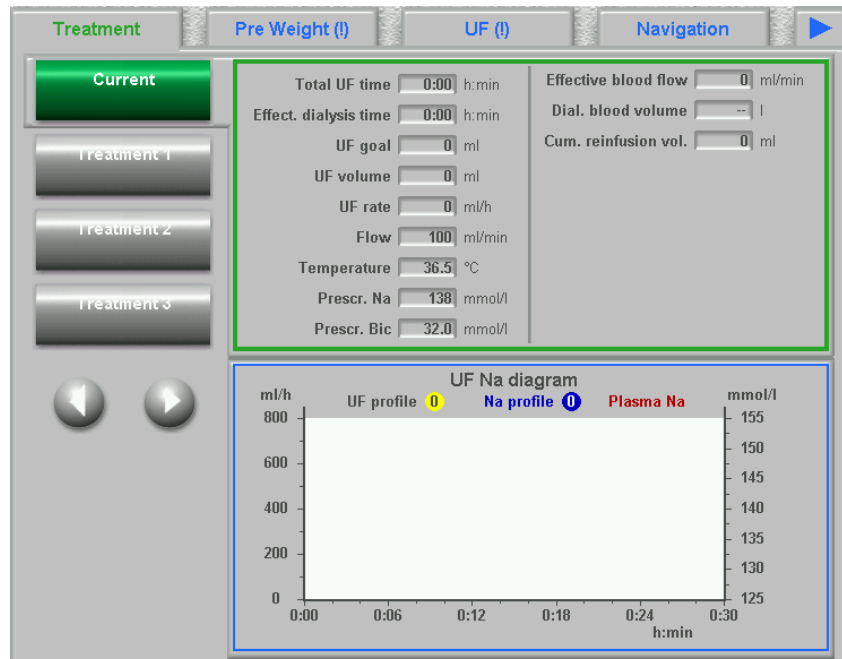 Treatment
Pre Weight (!)
UF (!)
Navigation
Current
Treatment 1
Treatment 2
Treatment 3
Total UF time 0:00 h:min
Effect. dialysis time 0:00 h:min
UF goal 0 ml
UF volume 0 ml
UF rate 0 ml/h
Flow 100 ml/min
Temperature 36.5 °C
Prescr. Na 138 mmol/l
Prescr. Bic 32.0 mmol/l
Effective blood flow 0 ml/min
Dial. blood volume -- l
Cum. reinfusion vol. 0 ml
UF Na diagram
ml/h
UF profile 0 Na profile 0 Plasma Na
mmol/l
800
600
400
200
0
155
150
145
140
135
130
125
0:00 0:06 0:12 0:18 0:24 0:30
h:min